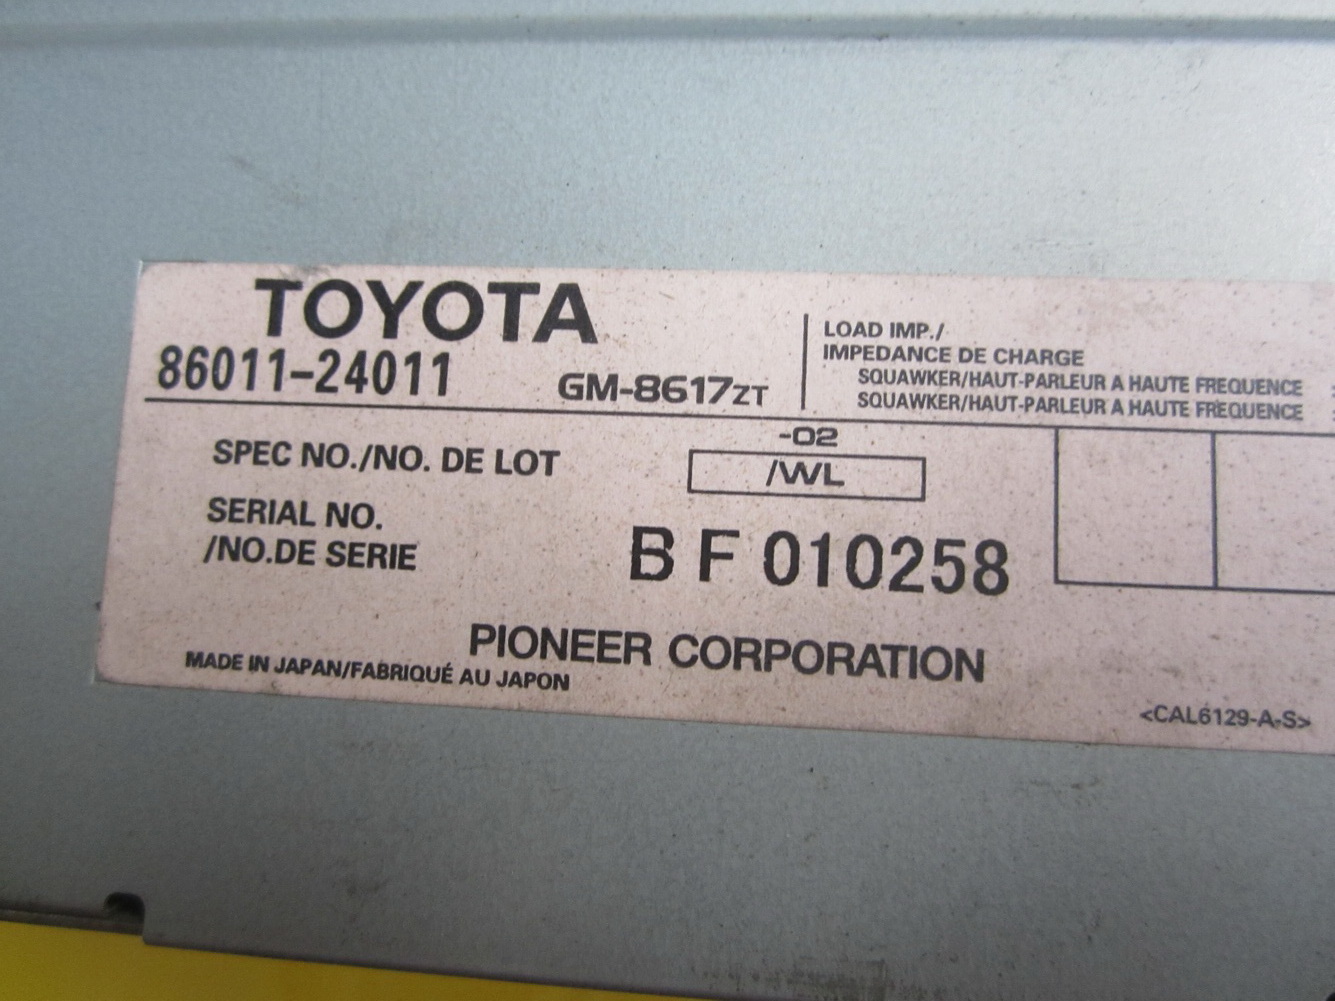 TOYOTA
86011-24011
GM-8617ZT
LOAD IMP./
IMPEDANCE DE CHARGE
SQUAWKER/HAUT-PARLEUR A HAUTE FREQUENCE
SQUAWKER/HAUT-PARLEUR A HAUTE FREQUENCE
-02
SPEC NO./NO. DE LOT
/WL
SERIAL NO.
/NO.DE SERIE
B F 010258
PIONEER CORPORATION
MADE IN JAPAN/FABRIQUÉ AU JAPON
<CAL6129-A-S>